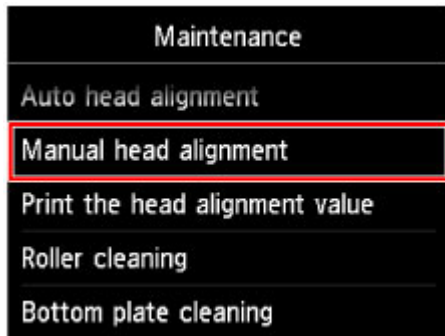 Maintenance
Auto head alignment
Manual head alignment
Print the head alignment value
Roller cleaning
Bottom plate cleaning